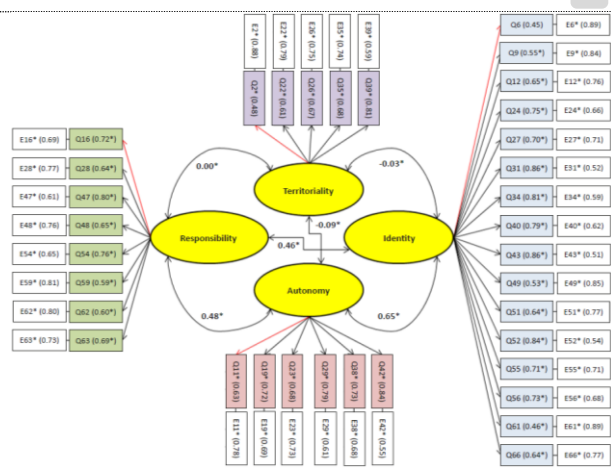 E2* (0.88)
E22* (0.79)
E26* (0.75)
E35* (0.74)
E39* (0.59)
Q2* (0.48)
Q22* (0.61)
Q26* (0.67)
Q35* (0.68)
Q39* (0.81)
Q6 (0.45) E6* (0.89)
Q9 (0.55*) E9* (0.84)
Q12 (0.65*) E12* (0.76)
Q24 (0.75*) E24* (0.66)
Q27 (0.70*) E27* (0.71)
Q31 (0.86*) E31* (0.52)
Q34 (0.81*) E34* (0.59)
Q40 (0.79*) E40* (0.62)
Q43 (0.86*) E43* (0.51)
Q49 (0.53*) E49* (0.85)
Q51 (0.64*) E51* (0.77)
Q52 (0.84*) E52* (0.54)
Q55 (0.71*) E55* (0.71)
Q56 (0.73*) E56* (0.68)
Q61 (0.46*) E61* (0.89)
Q66 (0.64*) E66* (0.77)
E16* (0.69) Q16 (0.72*)
E28* (0.77) Q28 (0.64*)
E47* (0.61) Q47 (0.80*)
E48* (0.76) Q48 (0.65*)
E54* (0.65) Q54 (0.76*)
E59* (0.81) Q59 (0.59*)
E62* (0.80) Q62 (0.60*)
E63* (0.73) Q63 (0.69*)
0.00*
-0.03*
Territoriality
-0.09*
Responsibility
0.46*
Identity
Autonomy
0.48*
0.65*
Q11* (0.63)
Q19* (0.72)
Q23* (0.68)
Q29* (0.79)
Q38* (0.73)
Q42* (0.84)
E11* (0.78)
E19* (0.69)
E23* (0.73)
E29* (0.61)
E38* (0.68)
E42* (0.55)